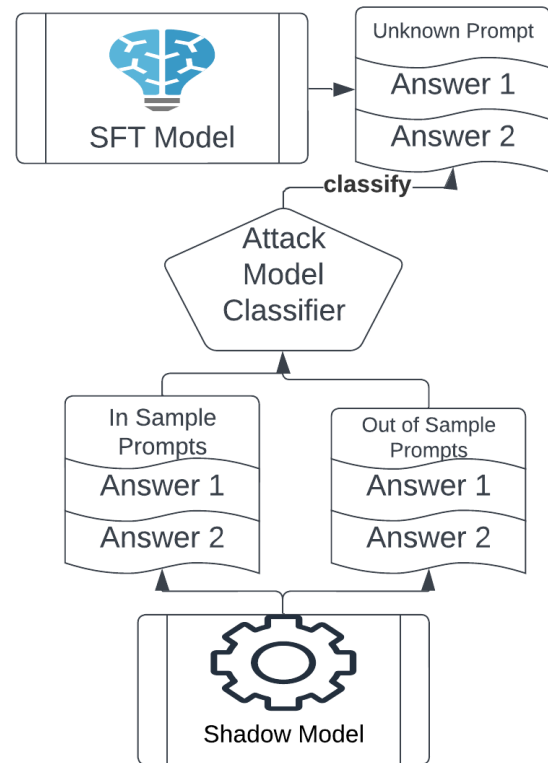 Unknown Prompt
Answer 1
Answer 2
SFT Model
classify
Attack
Model
Classifier
In Sample
Prompts
Answer 1
Answer 2
Out of Sample
Prompts
Answer 1
Answer 2
Shadow Model